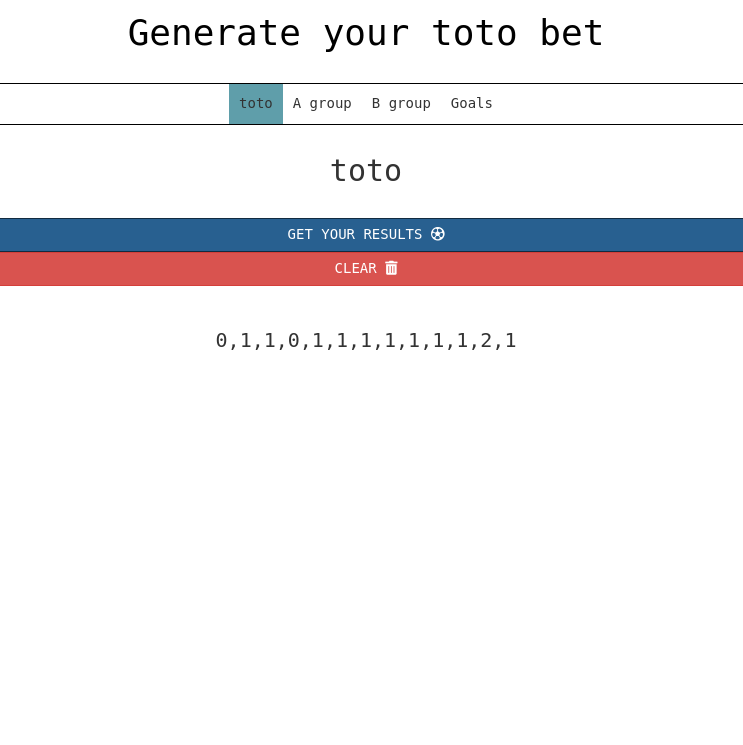 Generate your toto bet
toto A group B group Goals
toto
GET YOUR RESULTS
CLEAR
0,1,1,0,1,1,1,1,1,1,1,2,1